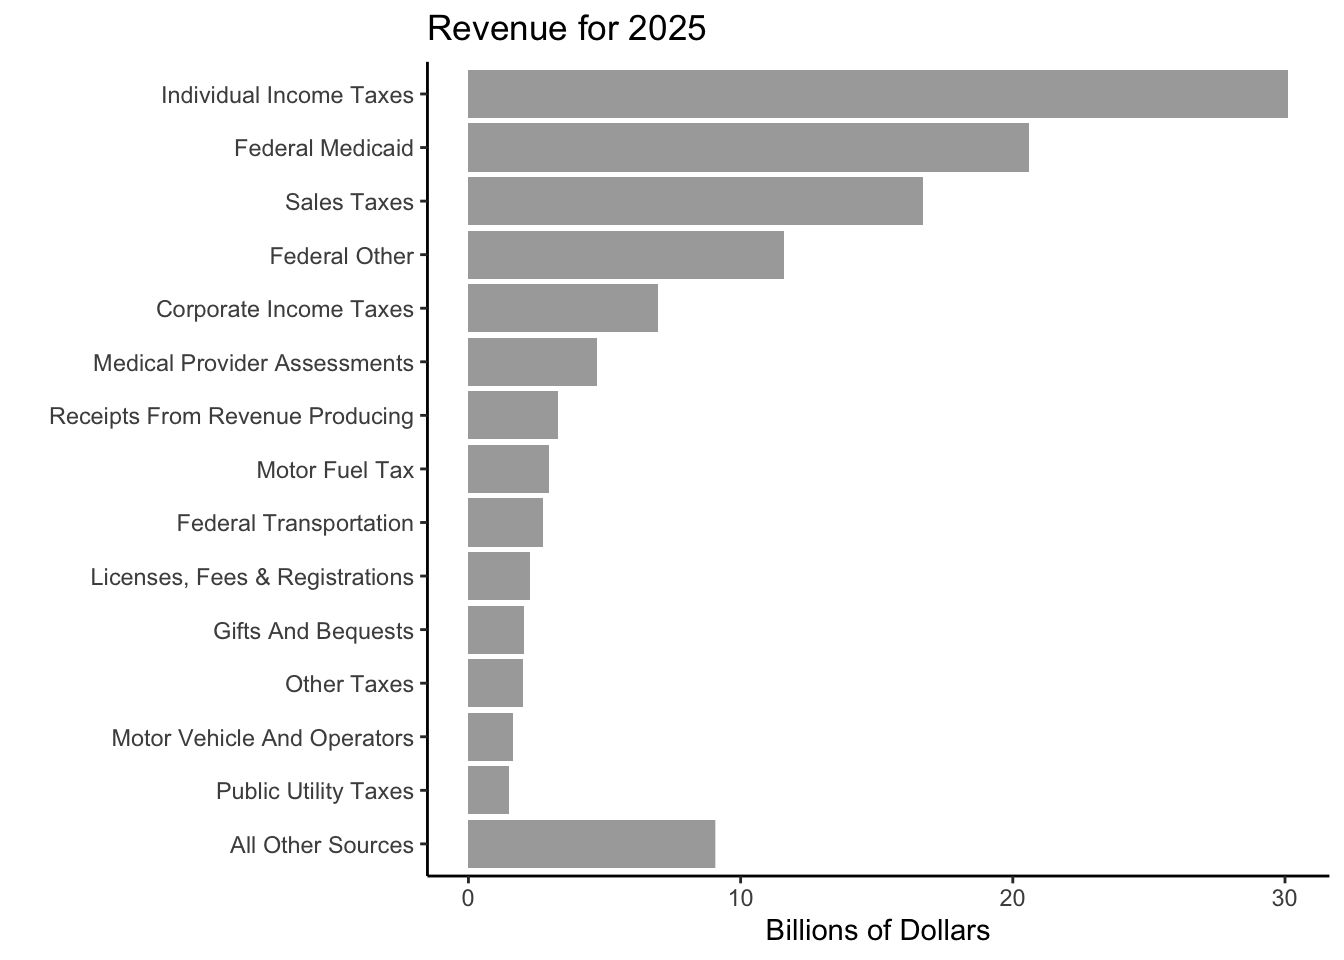 Revenue for 2025
Individual Income Taxes
Federal Medicaid
Sales Taxes
Federal Other
Corporate Income Taxes
Medical Provider Assessments
Receipts From Revenue Producing
Motor Fuel Tax
Federal Transportation
Licenses, Fees & Registrations
Gifts And Bequests
Other Taxes
Motor Vehicle And Operators
Public Utility Taxes
All Other Sources
0 10 20 30
Billions of Dollars